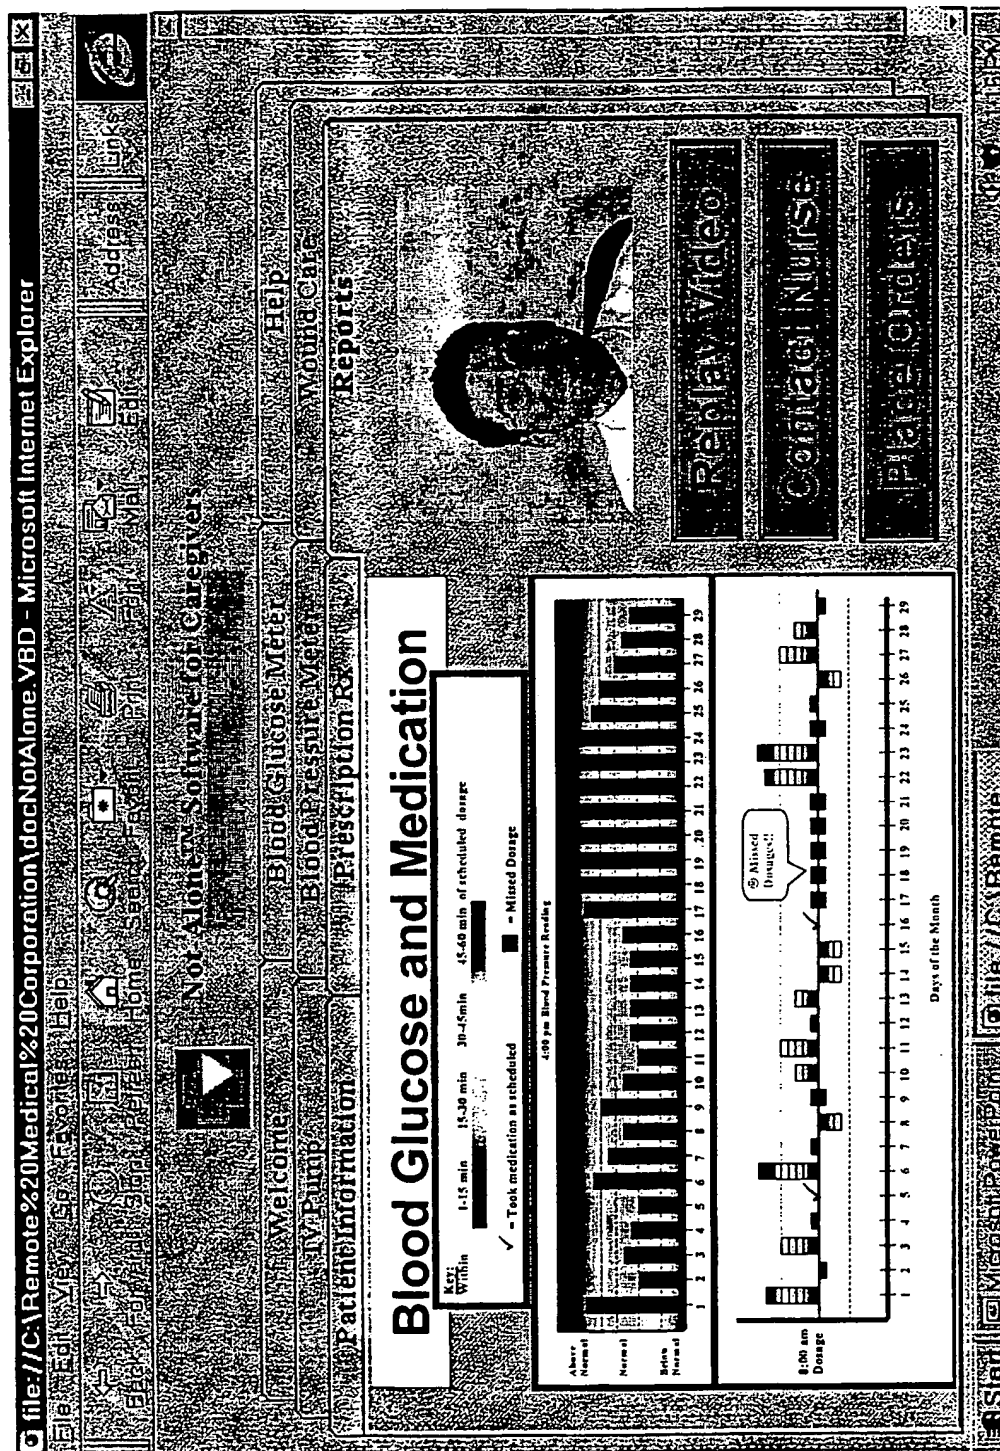 file://C:\Remote%20Medical%20Corporation\docNotAlone.VBD - Microsoft Internet Explorer
File Edit View Go Favorites Help
Back Forward Stop Refresh Home Search Favorit Print Font Mail Edit
Address Links
Not-Alone™ Software for Caregivers
Welcome Blood Glucose Meter Help
IV Pump Blood Pressure Meter Wound Care
Patient Information Prescription Rx Reports
Blood Glucose and Medication
Key:
Within 1-15 min 15-30 min 30-45min 45-60 min of scheduled dosage
✓ = Took medication as scheduled ■ = Missed Dosage
4:00 pm Blood Pressure Reading
Above
Normal
Normal
Below
Normal
1 2 3 4 5 6 7 8 9 10 11 12 13 14 15 16 17 18 19 20 21 22 23 24 25 26 27 28 29
Missed
Dosages!!
8:00 am
Dosage
1 2 3 4 5 6 7 8 9 10 11 12 13 14 15 16 17 18 19 20 21 22 23 24 25 26 27 28 29
Days of the Month
Replay Video
Contact Nurse
Place Orders
Start Microsoft PowerPoint